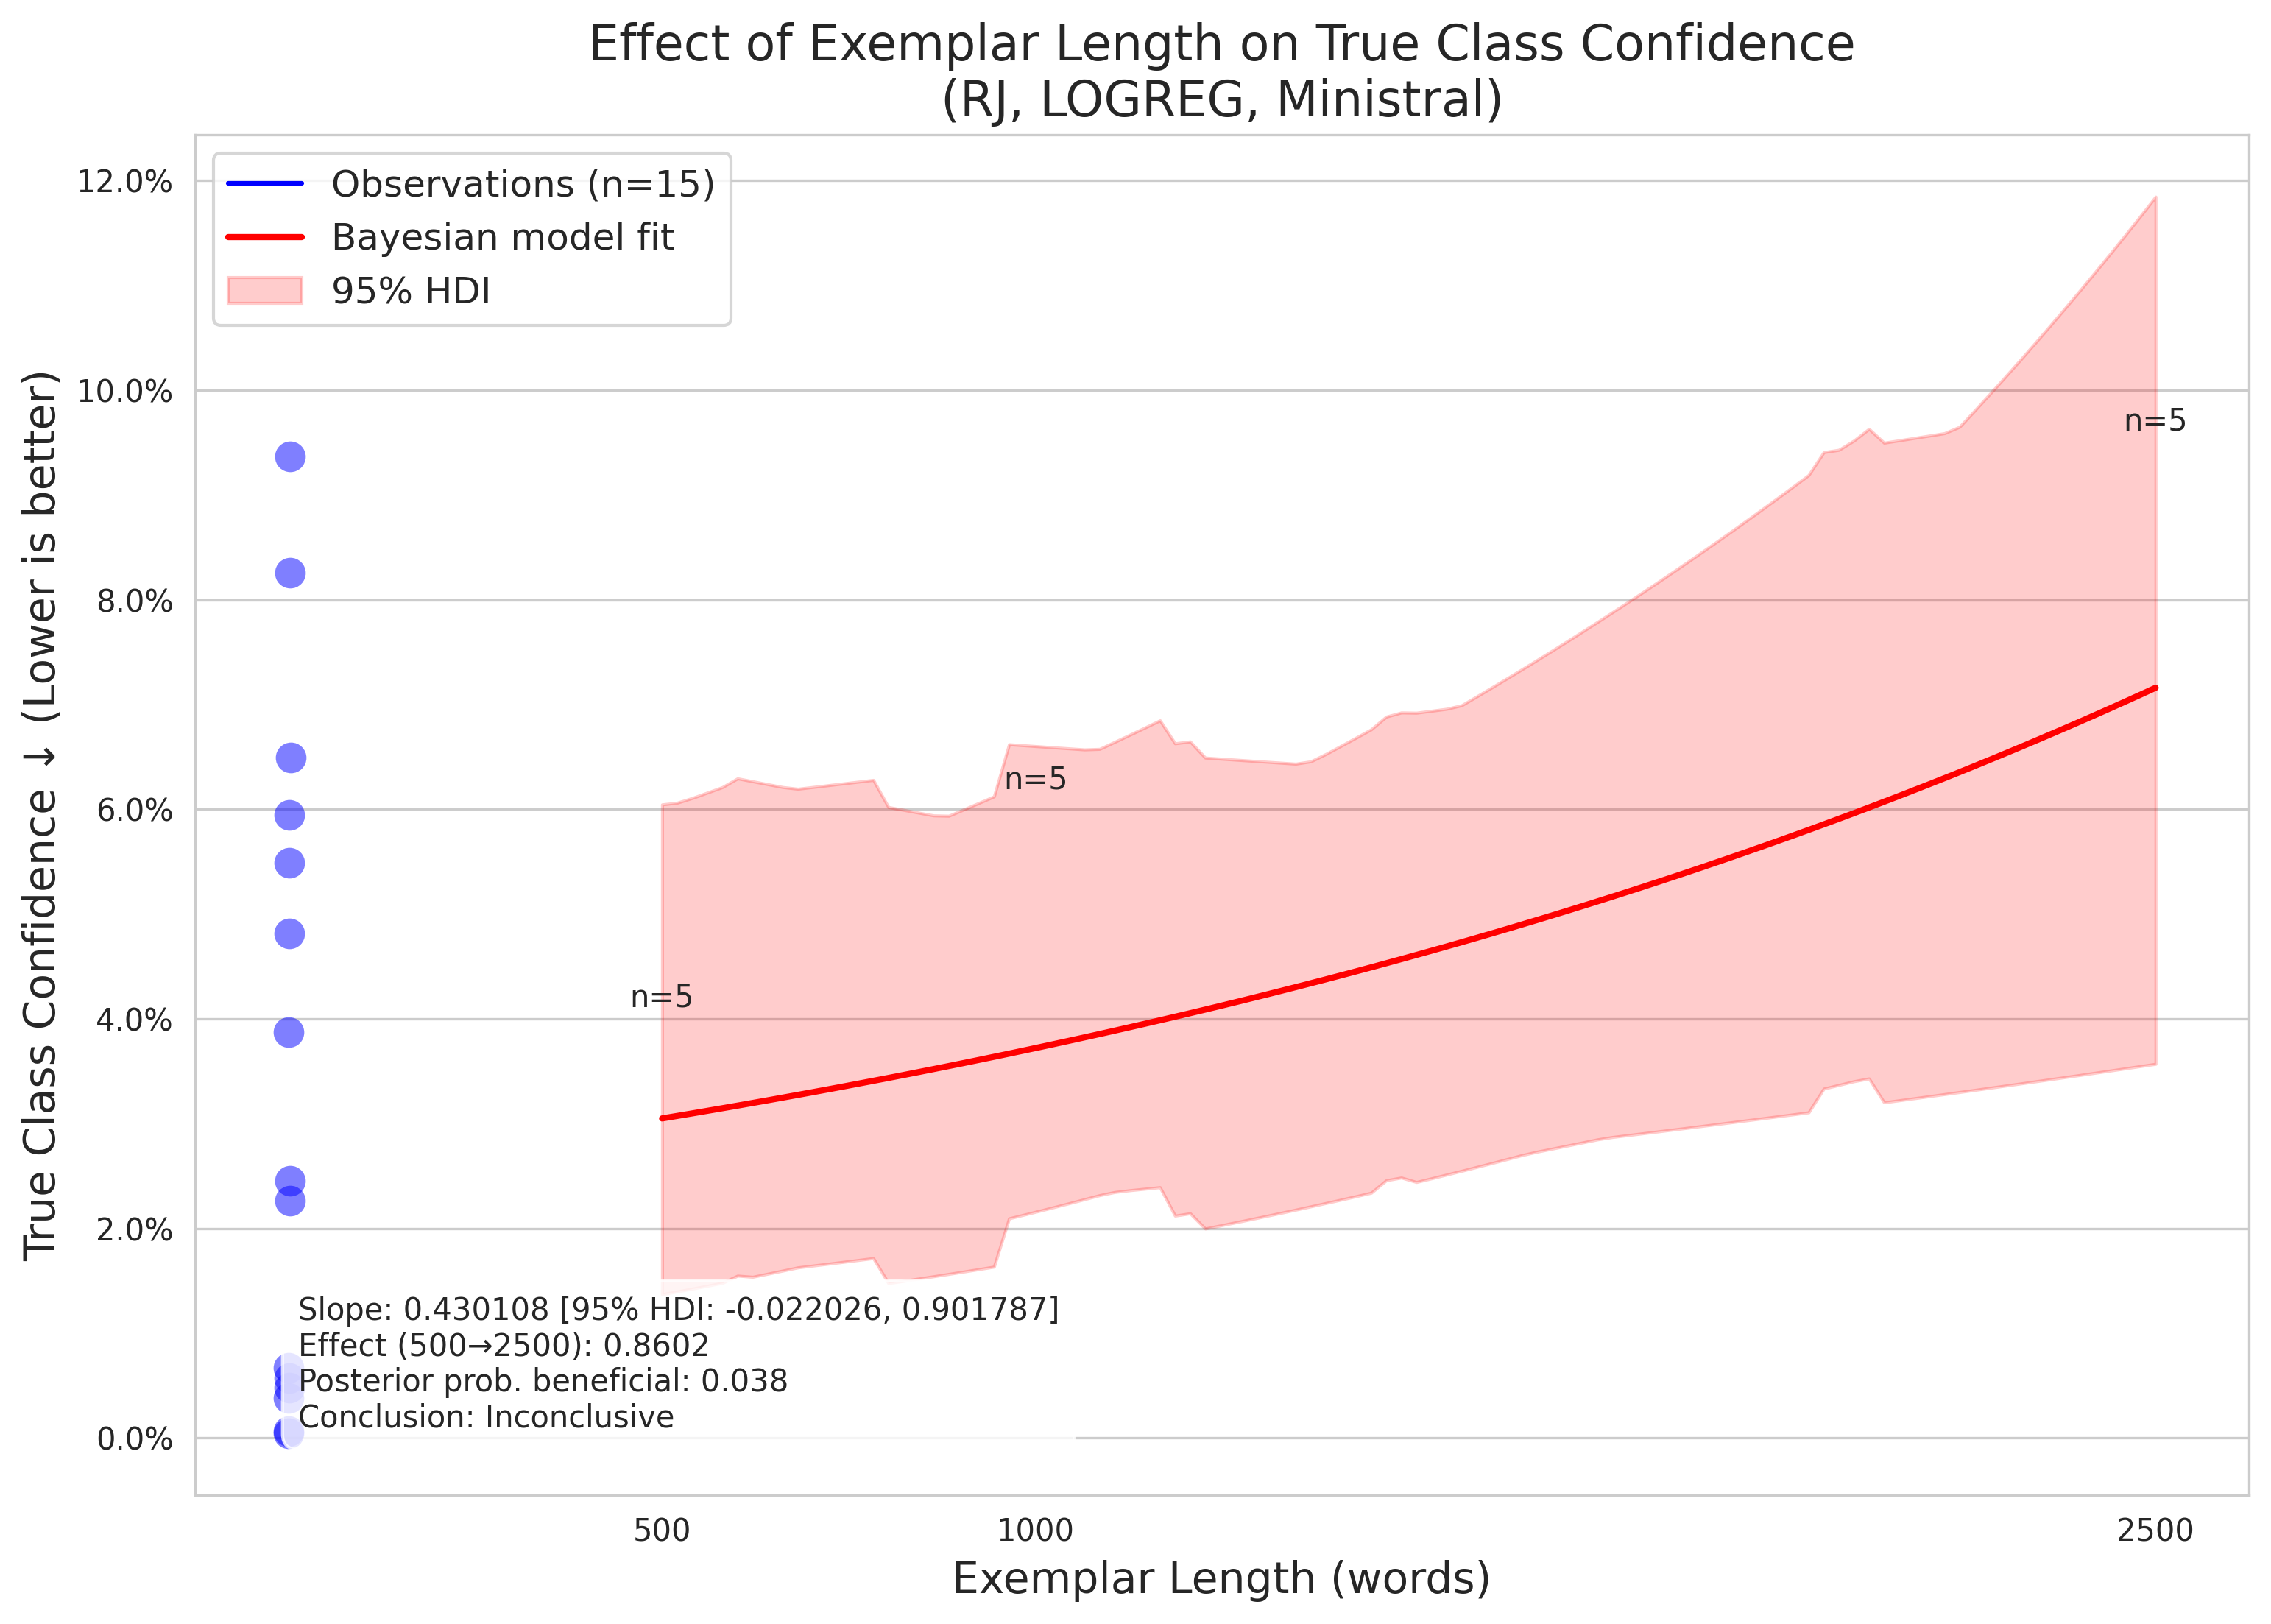 Effect of Exemplar Length on True Class Confidence
(RJ, LOGREG, Ministral)
Observations (n=15)
Bayesian model fit
95% HDI
True Class Confidence ↓ (Lower is better)
12.0%
10.0%
8.0%
6.0%
4.0%
2.0%
0.0%
n=5
n=5
n=5
Slope: 0.430108 [95% HDI: -0.022026, 0.901787]
Effect (500→2500): 0.8602
Posterior prob. beneficial: 0.038
Conclusion: Inconclusive
500
1000
2500
Exemplar Length (words)